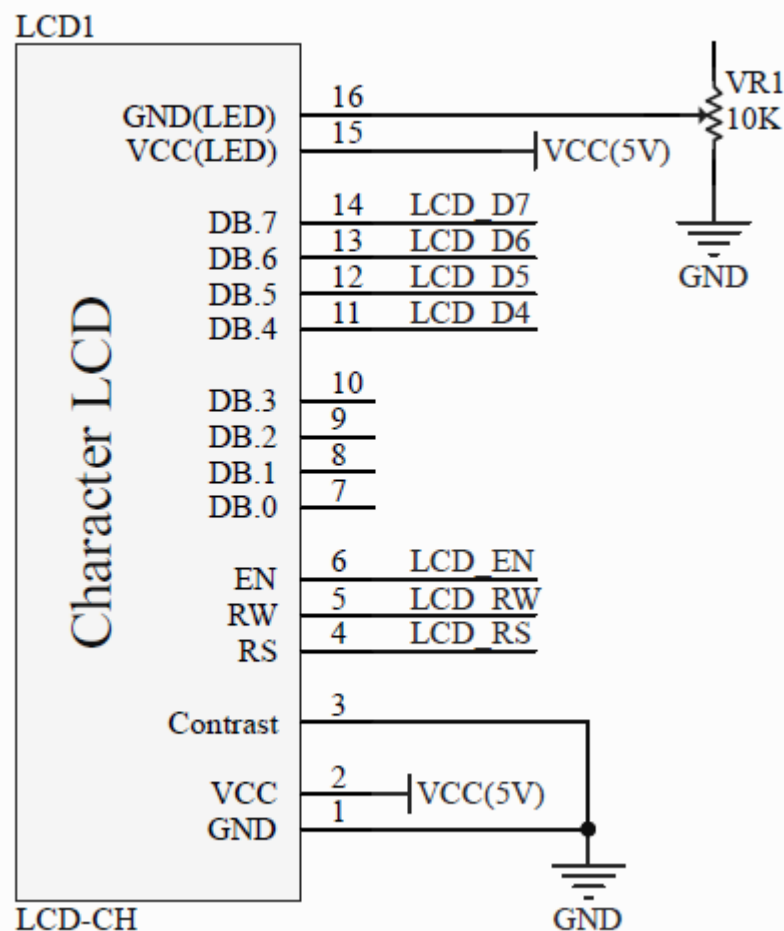 LCD1
GND(LED) 16
VR1
10K
VCC(LED) 15 VCC(5V)
DB.7 14 LCD_D7
DB.6 13 LCD_D6
DB.5 12 LCD_D5
DB.4 11 LCD_D4
GND
DB.3 10
DB.2 9
DB.1 8
DB.0 7
Character LCD
EN 6 LCD_EN
RW 5 LCD_RW
RS 4 LCD_RS
Contrast 3
VCC 2 VCC(5V)
GND 1
GND
LCD-CH